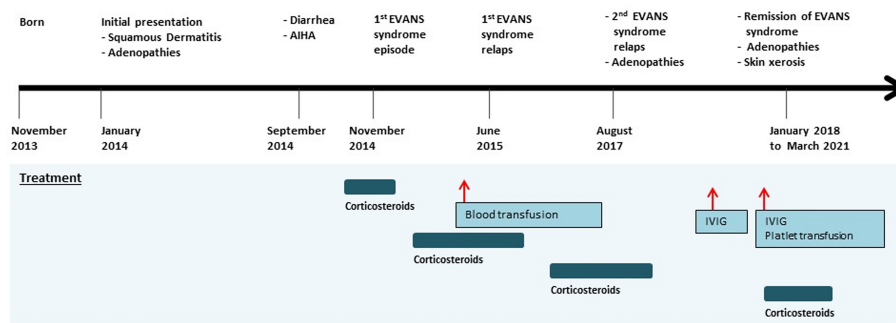 Born
Initial presentation
- Squamous Dermatitis
- Adenopathies
- Diarrhea
- AIHA
1st EVANS
syndrome
episode
1st EVANS
syndrome
relaps
- 2nd EVANS
syndrome
relaps
- Adenopathies
- Remission of EVANS
syndrome
- Adenopathies
- Skin xerosis
November
2013
January
2014
September
2014
November
2014
June
2015
August
2017
January 2018
to March 2021
Treatment
Corticosteroids
Blood transfusion
Corticosteroids
Corticosteroids
IVIG
IVIG
Platlet transfusion
Corticosteroids